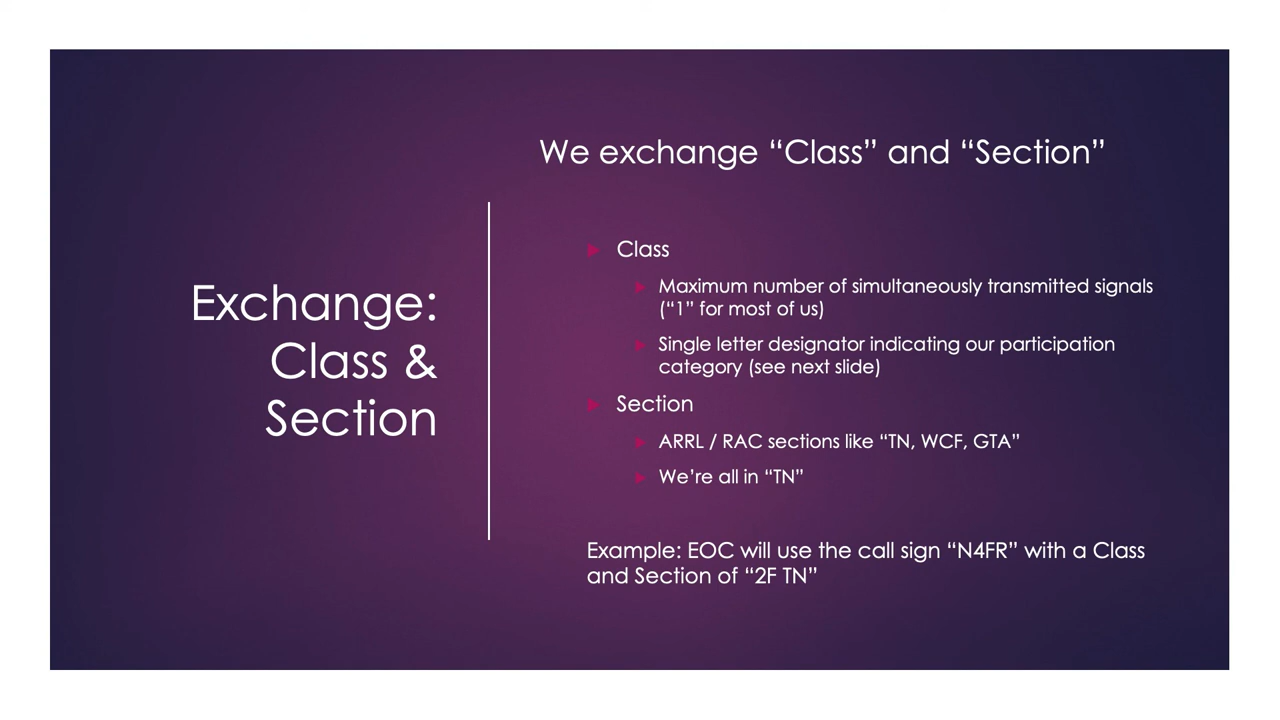 Exchange:
Class &
Section
We exchange “Class” and “Section”
Class
Maximum number of simultaneously transmitted signals
(“1” for most of us)
Single letter designator indicating our participation
category (see next slide)
Section
ARRL / RAC sections like “TN, WCF, GTA”
We’re all in “TN”
Example: EOC will use the call sign “N4FR” with a Class
and Section of “2F TN”